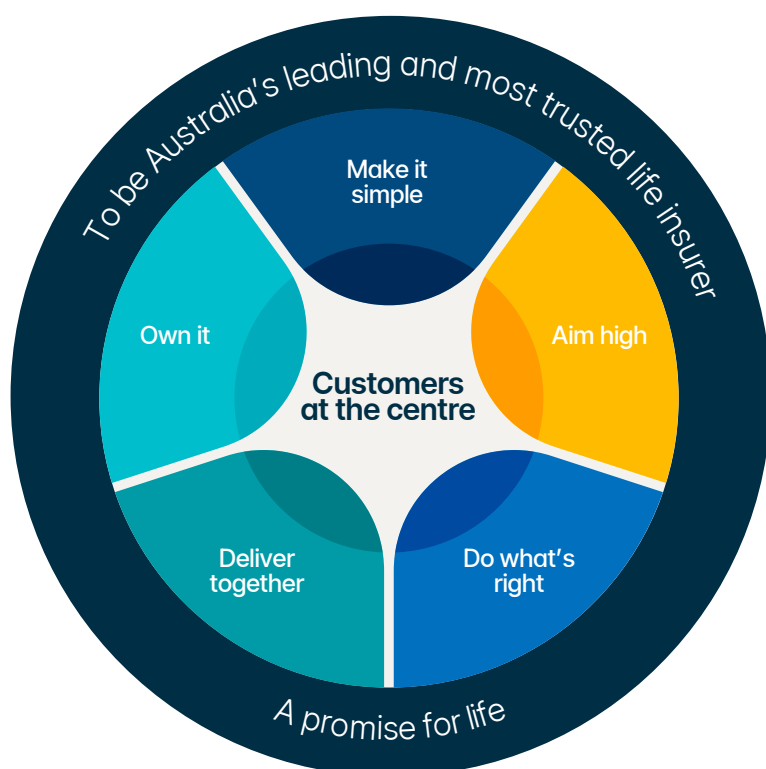 To be Australia's leading and most trusted life insurer
Make it
simple
Own it
Aim high
Customers
at the centre
Deliver
together
Do what's
right
A promise for life